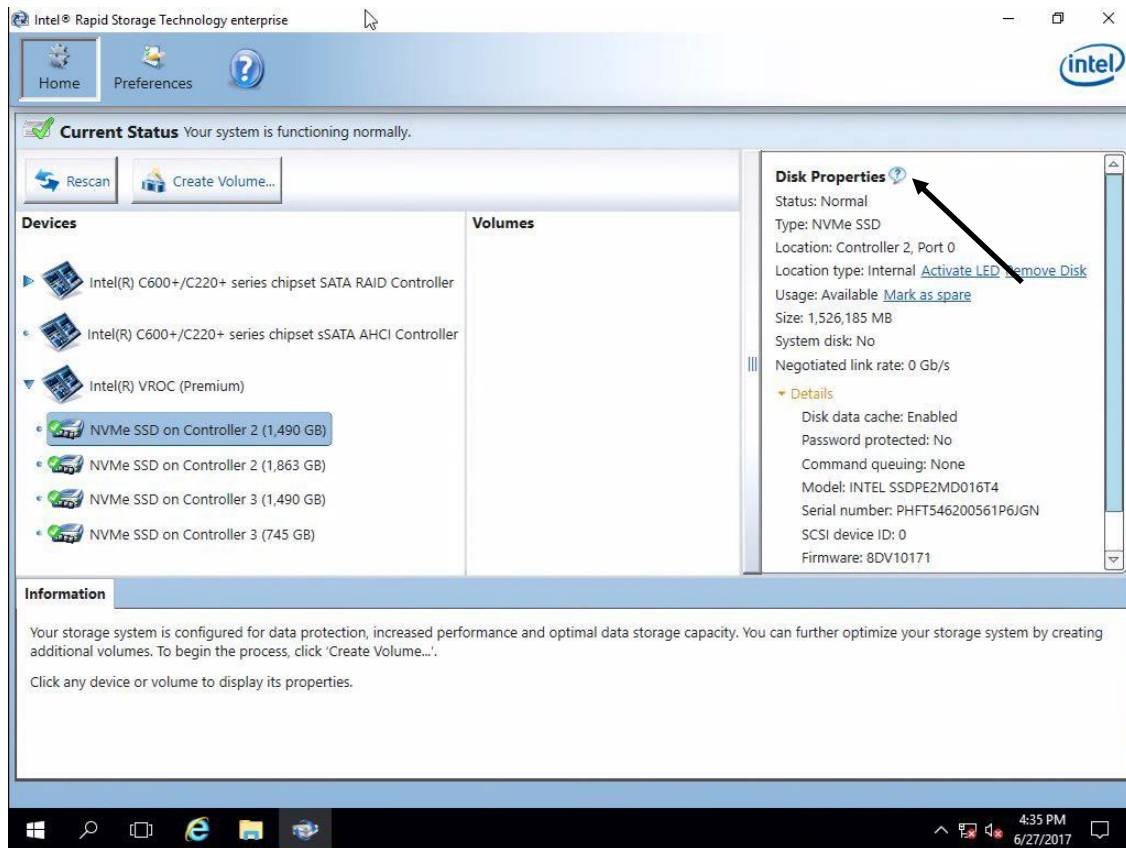 Intel® Rapid Storage Technology enterprise
Home
Preferences
?
intel
Current Status Your system is functioning normally.
Rescan
Create Volume...
Devices
Volumes
Intel(R) C600+/C220+ series chipset SATA RAID Controller
Intel(R) C600+/C220+ series chipset sSATA AHCI Controller
Intel(R) VROC (Premium)
NVMe SSD on Controller 2 (1,490 GB)
NVMe SSD on Controller 2 (1,863 GB)
NVMe SSD on Controller 3 (1,490 GB)
NVMe SSD on Controller 3 (745 GB)
Disk Properties ?
Status: Normal
Type: NVMe SSD
Location: Controller 2, Port 0
Location type: Internal Activate LED Remove Disk
Usage: Available Mark as spare
Size: 1,526,185 MB
System disk: No
Negotiated link rate: 0 Gb/s
Details
Disk data cache: Enabled
Password protected: No
Command queuing: None
Model: INTEL SSDPE2MD016T4
Serial number: PHFT546200561P6JGN
SCSI device ID: 0
Firmware: 8DV10171
Information
Your storage system is configured for data protection, increased performance and optimal data storage capacity. You can further optimize your storage system by creating
additional volumes. To begin the process, click 'Create Volume...'.
Click any device or volume to display its properties.
4:35 PM
6/27/2017